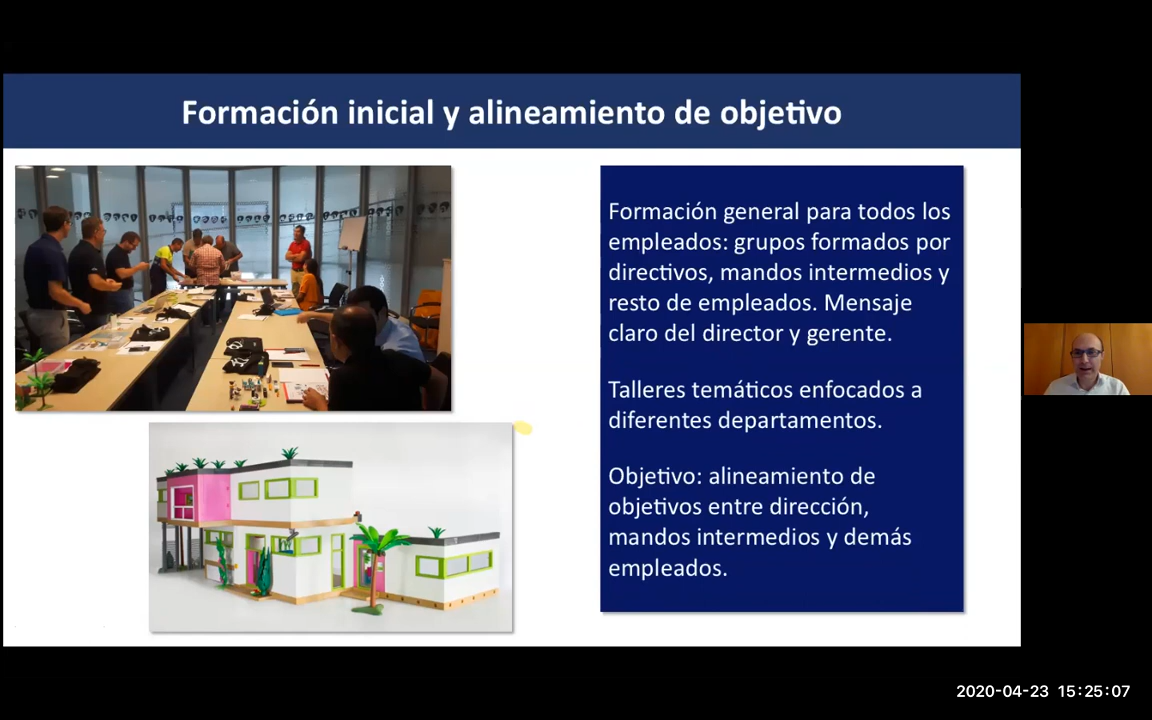 Formación inicial y alineamiento de objetivo
Formación general para todos los
empleados: grupos formados por
directivos, mandos intermedios y
resto de empleados. Mensaje
claro del director y gerente.
Talleres temáticos enfocados a
diferentes departamentos.
Objetivo: alineamiento de
objetivos entre dirección,
mandos intermedios y demás
empleados.
2020-04-23 15:25:07